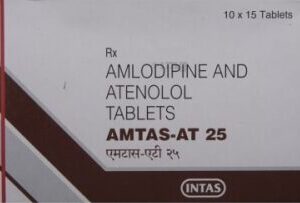 10 x 15 Tablets
Rx
AMLODIPINE AND
ATENOLOL
TABLETS
AMTAS-AT 25
एमटास-एटी २५
INTAS